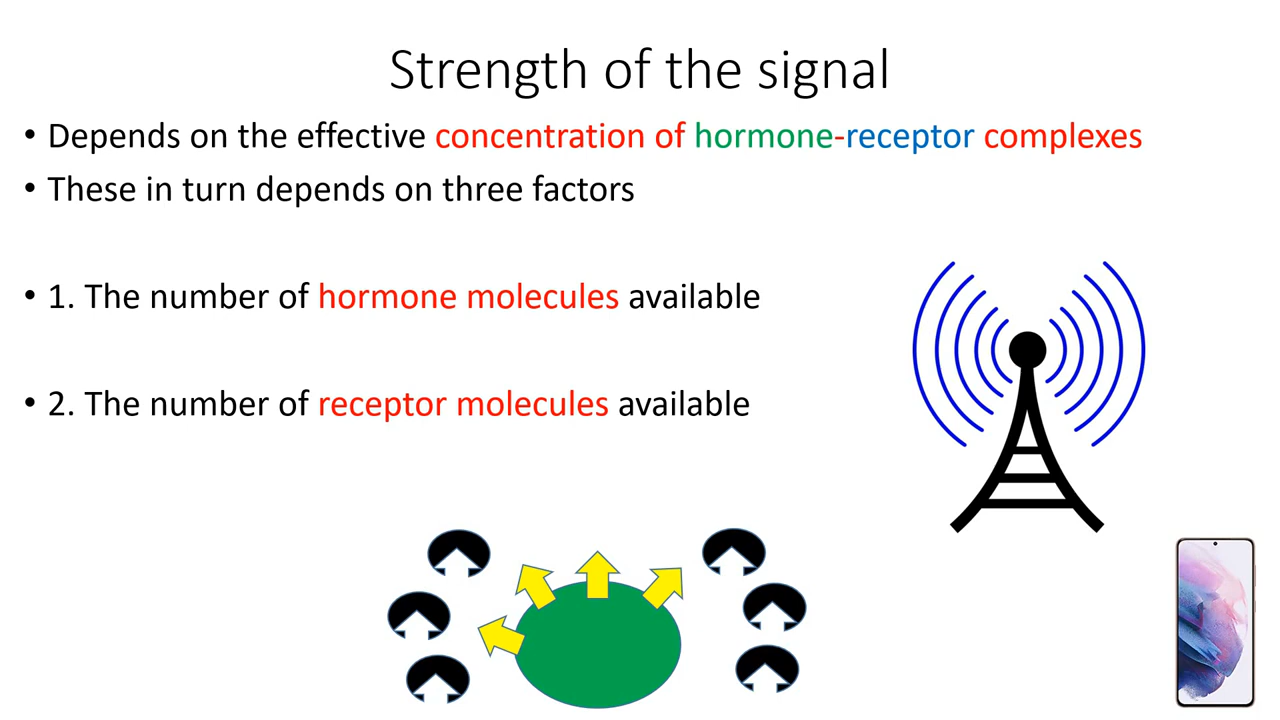 Strength of the signal
• Depends on the effective concentration of hormone-receptor complexes
• These in turn depends on three factors
• 1. The number of hormone molecules available
• 2. The number of receptor molecules available